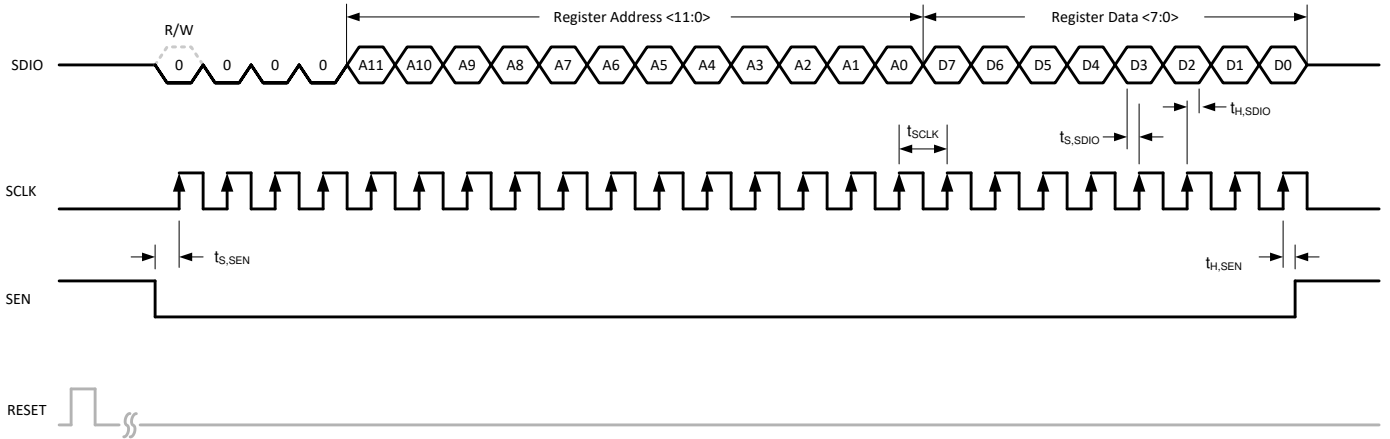 Register Address <11:0> Register Data <7:0>
R/W
SDIO 0 0 0 0 A11 A10 A9 A8 A7 A6 A5 A4 A3 A2 A1 A0 D7 D6 D5 D4 D3 D2 D1 D0
tH,SDIO
tSCLK tS,SDIO
SCLK
tS,SEN tH,SEN
SEN
RESET